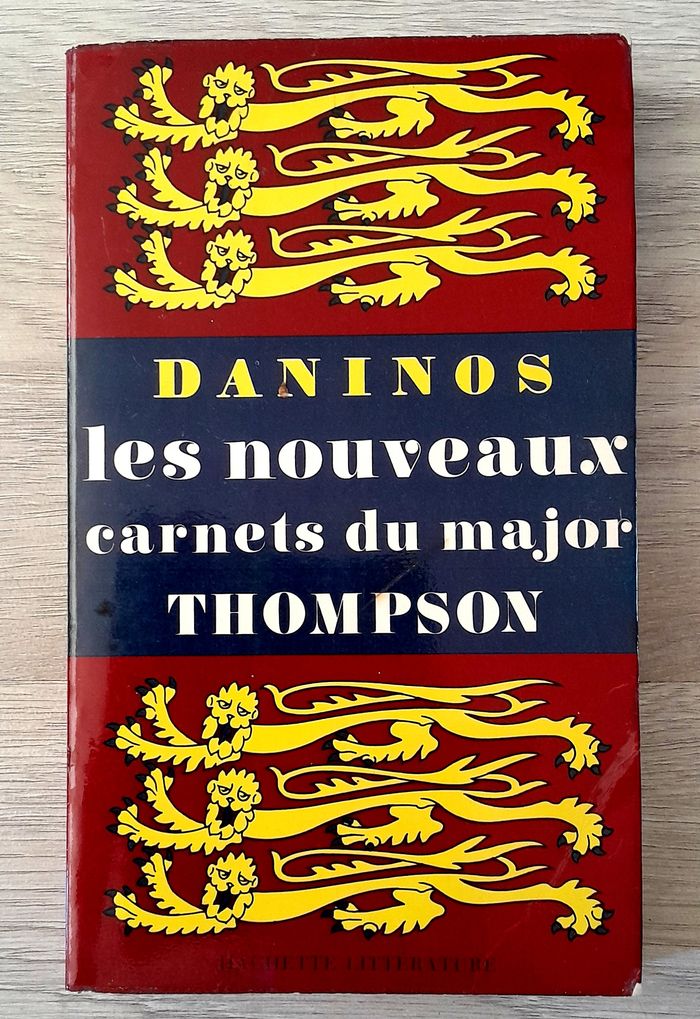 DANINOS
les nouveaux
carnets du major
THOMPSON
HACHETTE LITTÉRATURE